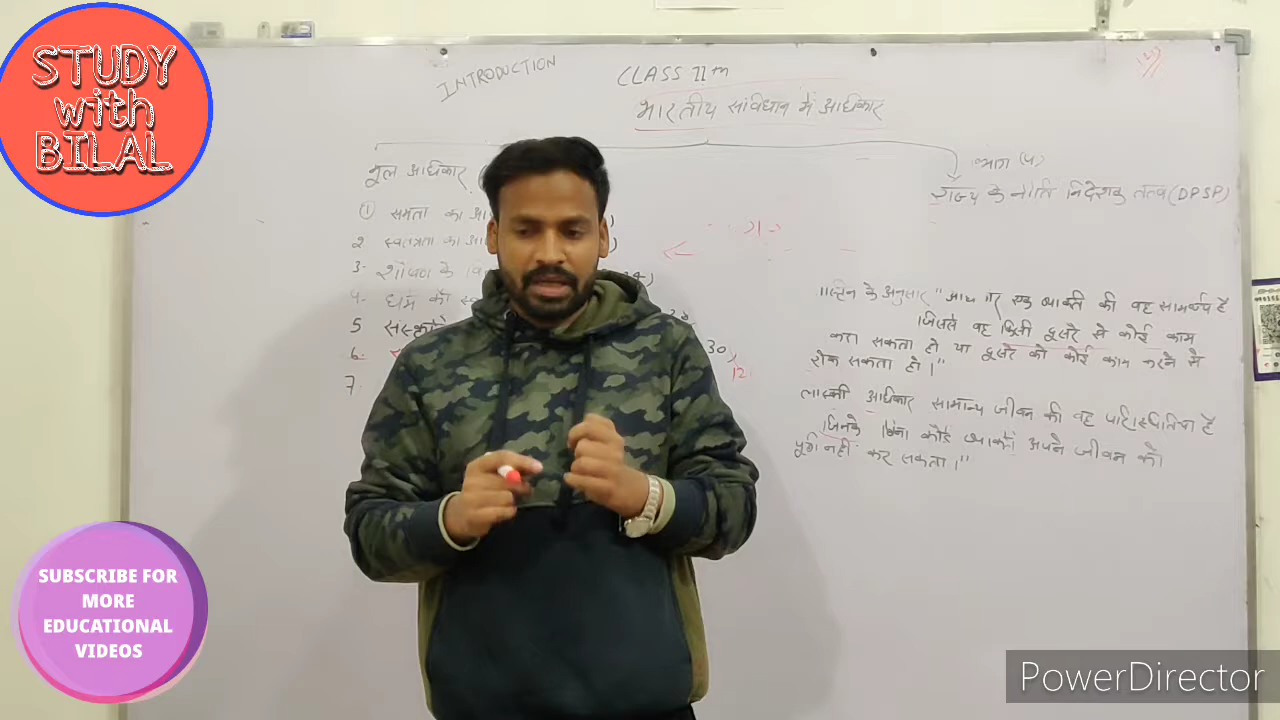 STUDY
with
BILAL
INTRODUCTION
CLASS 11th
भारतीय संविधान में अधिकार
मूल अधिकार
① समता का
2 स्वतंत्रता का
3. शोषण के
4. धर्म की
5
30)
12
6.
7
भाग (4)
राज्य के नीति निदेशक तत्व (DPSP)
के अनुसार "
एक व्यक्ति की वह सामर्थ्य है
जिससे वह किसी दूसरे से कोई काम
करा सकता हो या दूसरे को कोई काम करने से
रोक सकता हो।"
लास्की अधिकार सामान्य जीवन की वह परिस्थितियां है
जिनके बिना कोई व्यक्ति अपने जीवन को
पूर्ण नहीं कर सकता।"
SUBSCRIBE FOR
MORE
EDUCATIONAL
VIDEOS
PowerDirector